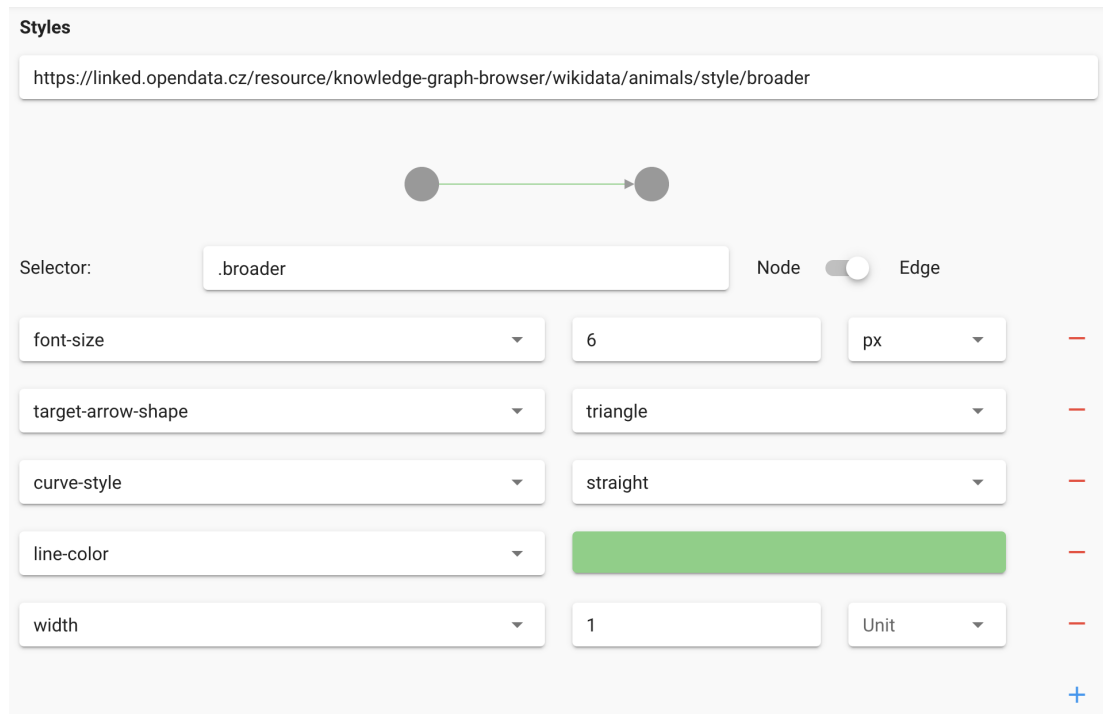 Styles
https://linked.opendata.cz/resource/knowledge-graph-browser/wikidata/animals/style/broader
Selector: .broader Node Edge
font-size 6 px
target-arrow-shape triangle
curve-style straight
line-color
width 1 Unit